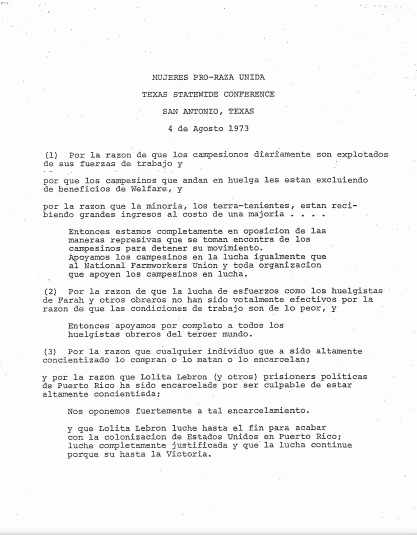 MUJERES PRO-RAZA UNIDA
TEXAS STATEWIDE CONFERENCE
SAN ANTONIO, TEXAS
4 de Agosto 1973
(1) Por la razon de que los campesionos diariamente son explotados
de sus fuerzas de trabajo y
por que los campesinos que andan en huelga les estan excluiendo
de beneficios de Welfare, y
por la razon que la minoria, los terra-tenientes, estan reci-
biendo grandes ingresos al costo de una majoria . . . .
Entonces estamos completamente en oposicion de las
maneras represivas que se toman encontra de los
campesinos para detener su movimiento.
Apoyamos los campesinos en la lucha igualmente que
al National Farmworkers Union y toda organizacion
que apoyen los campesinos en lucha.
(2) Por la razon de que la lucha de esfuerzos como los huelgistas
de Farah y otros obreros no han sido votalmente efectivos por la
razon de que las condiciones de trabajo son de lo peor, y
Entonces apoyamos por completo a todos los
huelgistas obreros del tercer mundo.
(3) Por la razon que cualquier individuo que a sido altamente
concientizado lo compran o lo matan o lo encarcelan;
y por la razon que Lolita Lebron (y otros) prisioners politicas
de Puerto Rico ha sido encarcelads por ser culpable de estar
altamente concientisda;
Nos oponemos fuertemente a tal encarcelamiento.
y que Lolita Lebron luche hasta el fin para acabar
con la colonizacion de Estados Unidos en Puerto Rico;
luche completamente justificada y que la lucha continue
porque su hasta la Victoria.